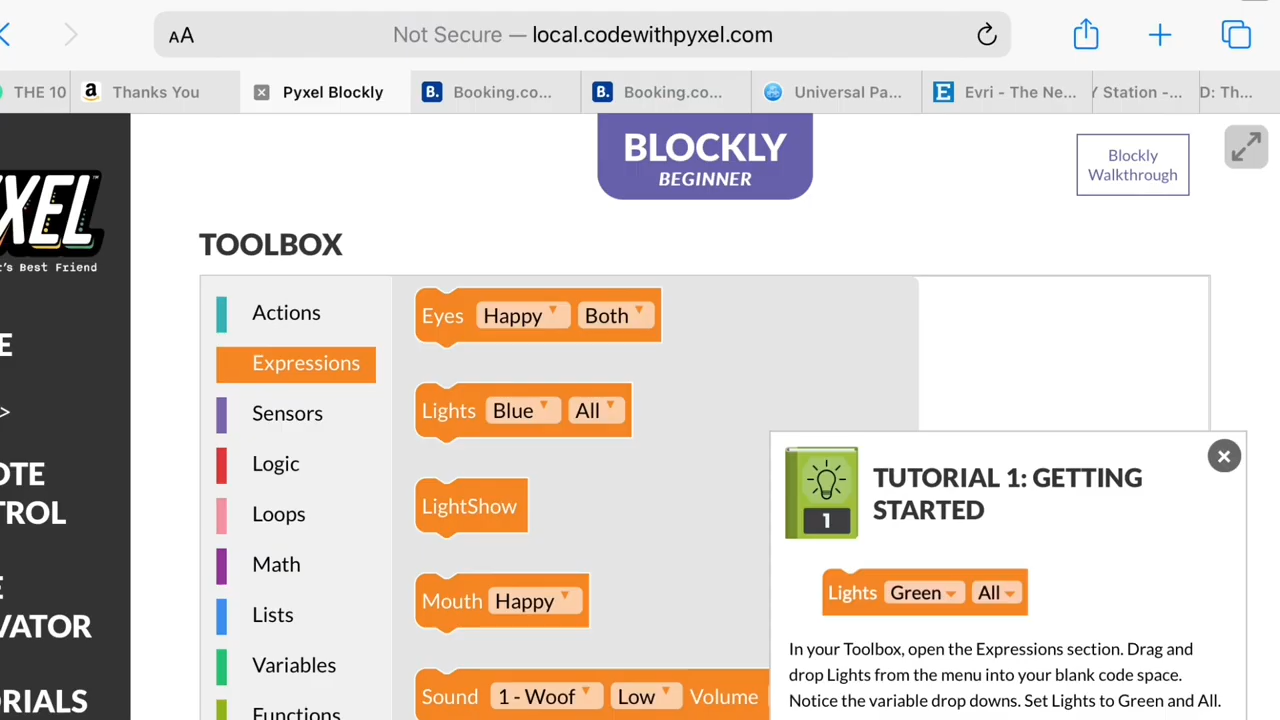 AA Not Secure — local.codewithpyxel.com
THE 10 Thanks You Pyxel Blockly B. Booking.co... B. Booking.co... Universal Pa... E Evri - The Ne... Y Station -... D: Th...
BLOCKLY
BEGINNER
Blockly
Walkthrough
XEL
r's Best Friend
TOOLBOX
Actions
Expressions
Sensors
Logic
Loops
Math
Lists
Variables
Functions
Eyes Happy Both
Lights Blue All
LightShow
Mouth Happy
Sound 1 - Woof Low Volume
E
>
OTE
TROL
E
VATOR
ORIALS
1
TUTORIAL 1: GETTING
STARTED
Lights Green All
In your Toolbox, open the Expressions section. Drag and
drop Lights from the menu into your blank code space.
Notice the variable drop downs. Set Lights to Green and All.